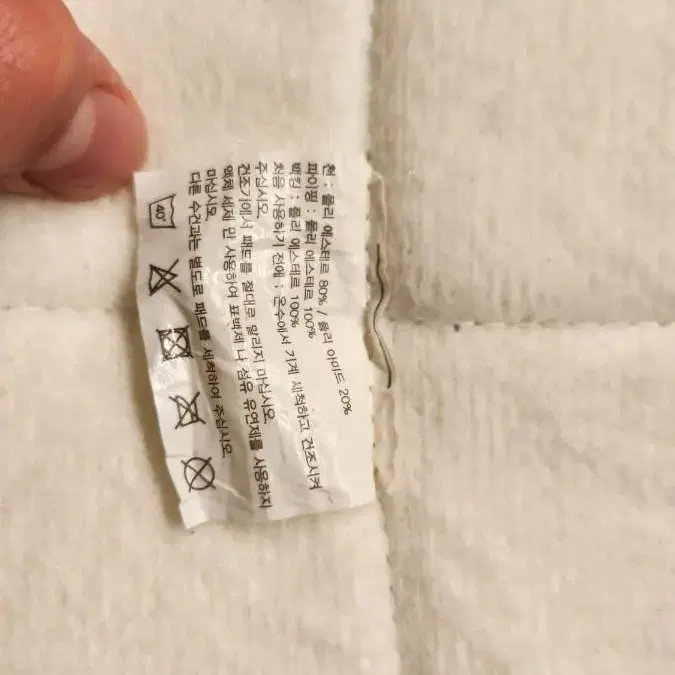 천 : 폴리 에스테르 80% / 폴리 아미드 20%
파이핑 : 폴리 에스테르 100%
백킹 : 폴리 에스테르 100%
처음 사용하기 전에 : 온수에서 기계 세척하고 건조시켜
주십시오.
건조기에서 패드를 절대로 말리지 마십시오.
액체 세제 만 사용하여 표백제 나 섬유 유연제를 사용하지
마십시오.
다른 수건과는 별도로 패드를 세척하여 주십시오.
40°